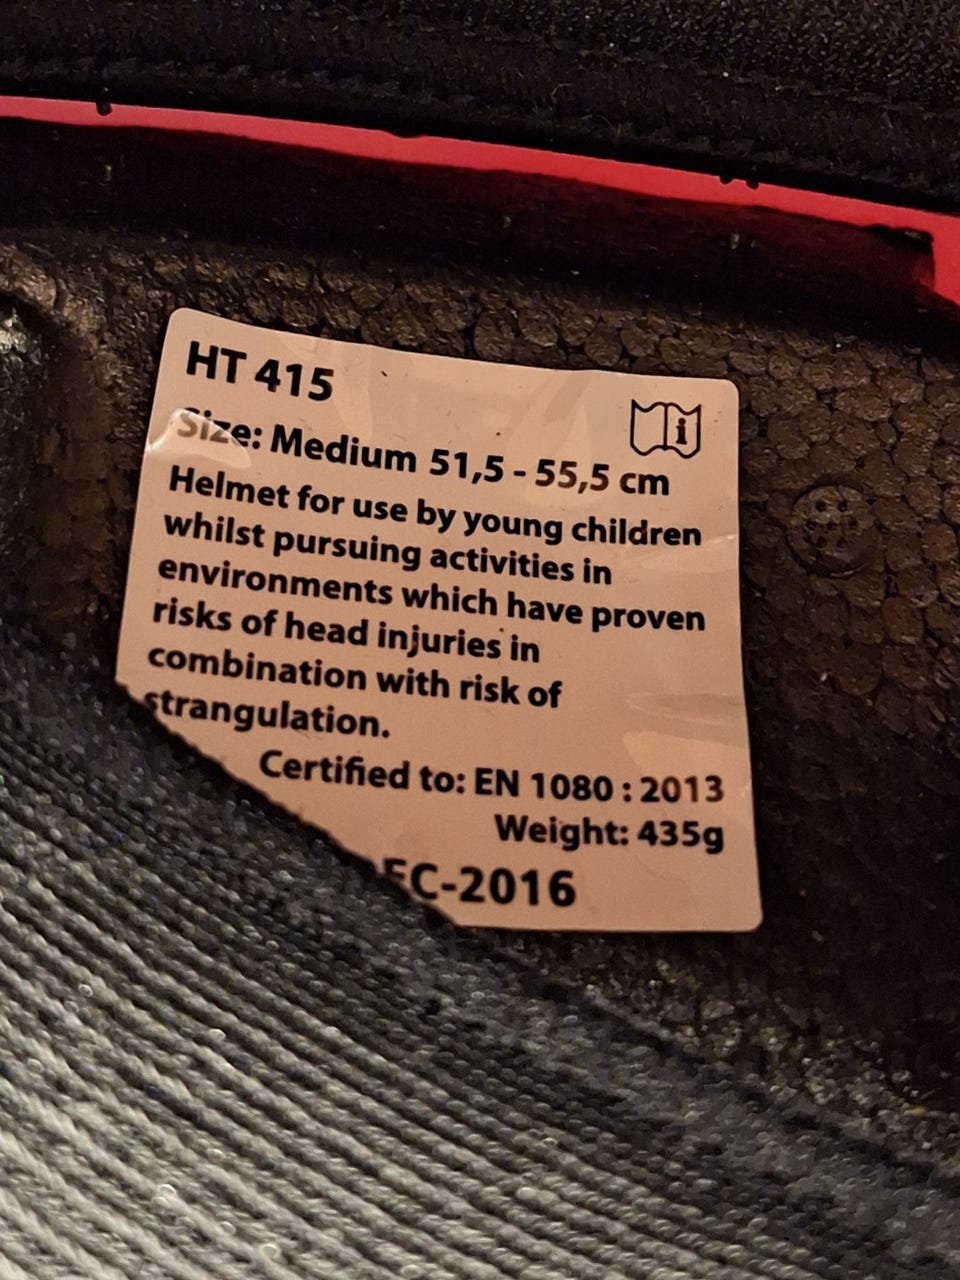 HT 415
Size: Medium 51,5 - 55,5 cm
Helmet for use by young children
whilst pursuing activities in
environments which have proven
risks of head injuries in
combination with risk of
strangulation.
Certified to: EN 1080 : 2013
Weight: 435g
EC-2016